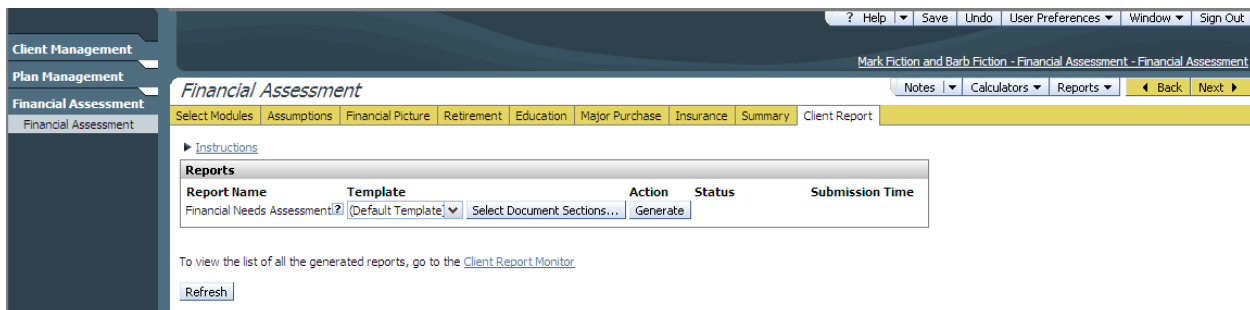 ? Help Save Undo User Preferences Window Sign Out
Client Management
Mark Fiction and Barb Fiction - Financial Assessment - Financial Assessment
Plan Management
Financial Assessment Notes Calculators Reports Back Next
Financial Assessment
Select Modules Assumptions Financial Picture Retirement Education Major Purchase Insurance Summary Client Report
Financial Assessment
Instructions
Reports
Report Name Template Action Status Submission Time
Financial Needs Assessment ? (Default Template) Select Document Sections... Generate
To view the list of all the generated reports, go to the Client Report Monitor
Refresh